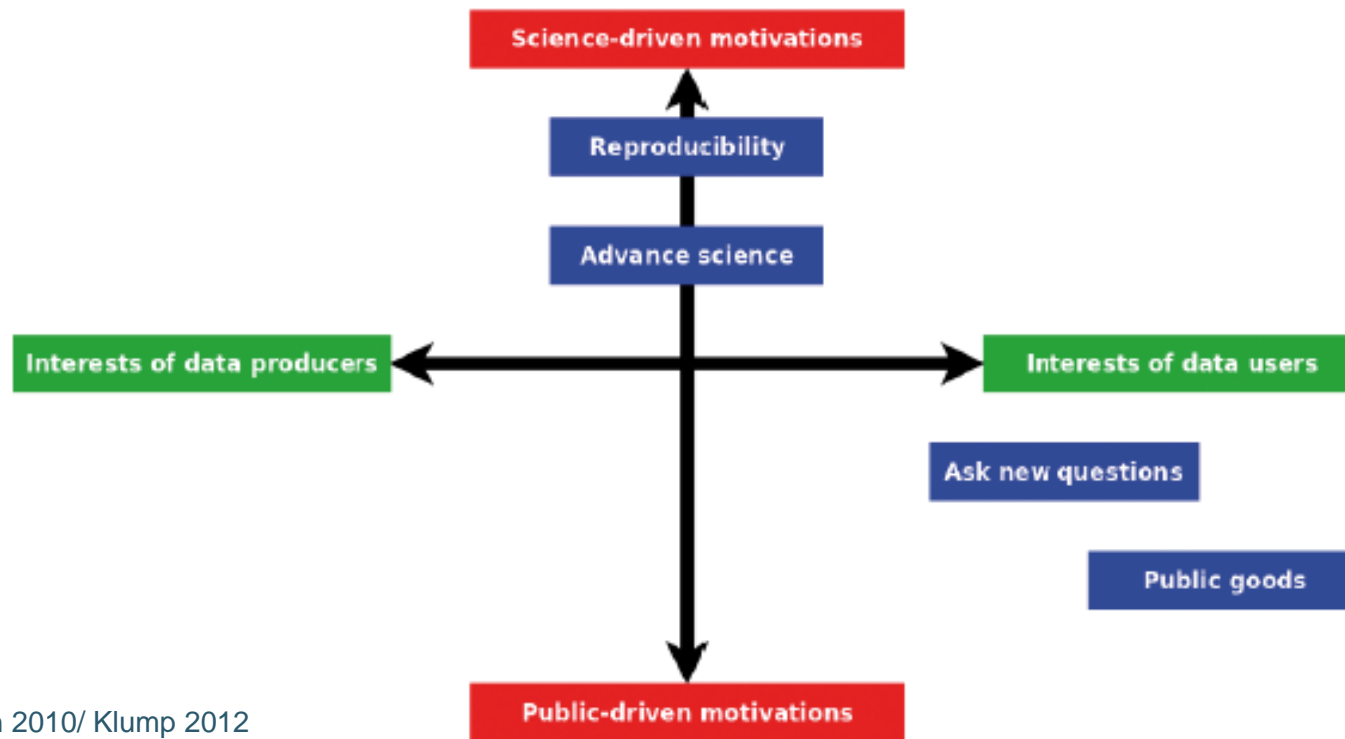 Science-driven motivations
Reproducibility
Advance science
Interests of data producers
Interests of data users
Ask new questions
Public goods
Public-driven motivations
2010/ Klump 2012